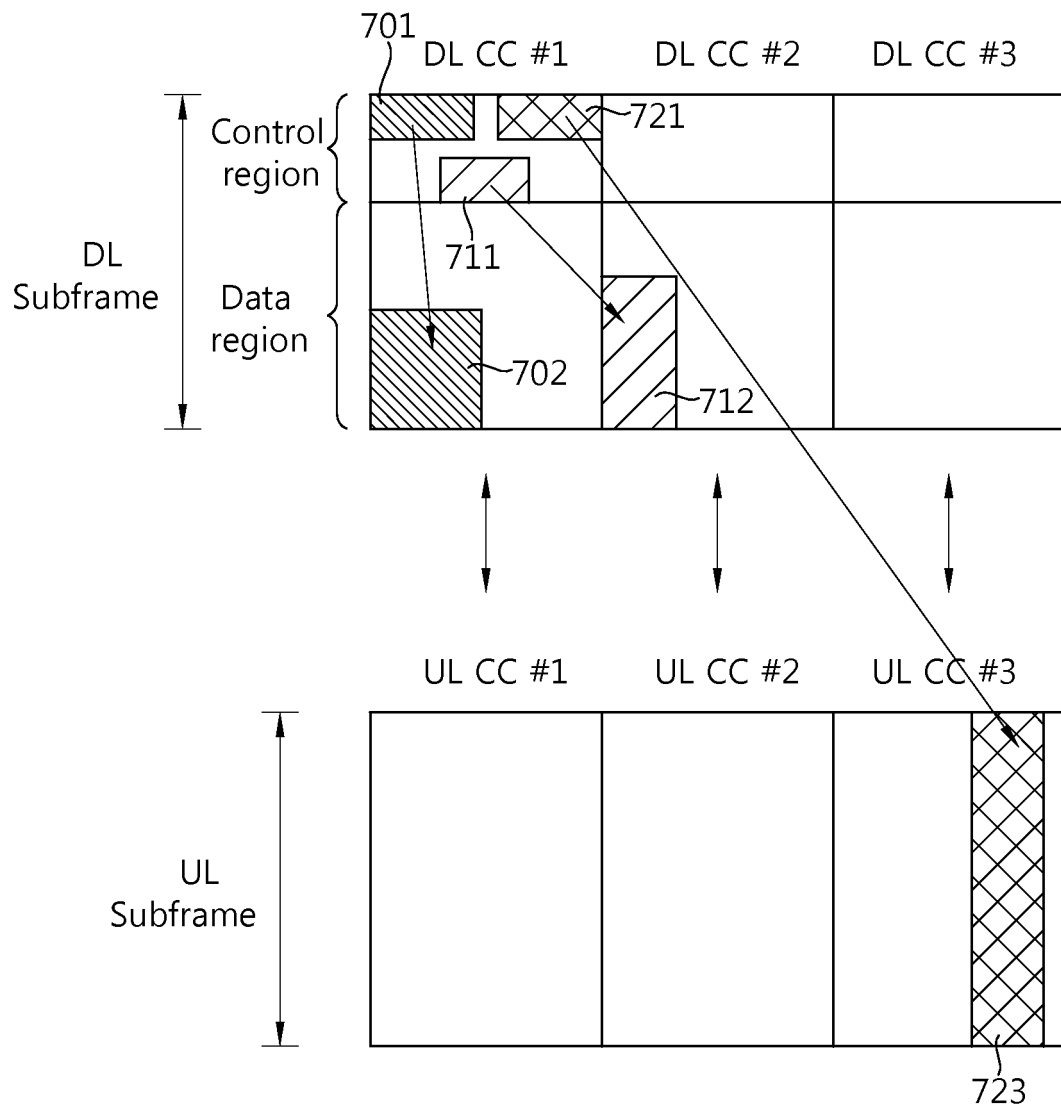 701
DL CC #1 DL CC #2 DL CC #3
Control
region
721
711
DL
Subframe
Data
region
702
712
UL CC #1 UL CC #2 UL CC #3
UL
Subframe
723